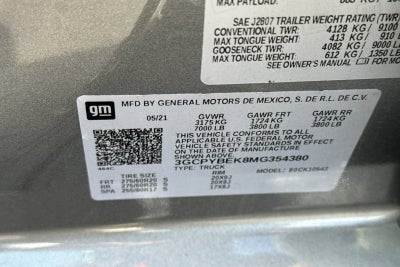 MAX PAYLOAD:
SAE J2807 TRAILER WEIGHT RATING (TWR)
CONVENTIONAL TWR: 4128 KG / 9100
MAX TONGUE WEIGHT: 413 KG / 910 L
GOOSENECK TWR: 4082 KG / 9000 L
MAX TONGUE WEIGHT: 612 KG / 1350 LB
SEE OWNER'S MANUAL
gm
MFD BY GENERAL MOTORS DE MEXICO, S. DE R.L. DE C.V.
05/21 GVWR GAWR FR GAWR RR
3175 KG 1724 KG 1724 KG
7000 LB 3800 LB 3800 LB
THIS VEHICLE CONFORMS TO ALL
APPLICABLE U.S. FEDERAL MOTOR
VEHICLE SAFETY STANDARDS IN
EFFECT ON THE DATE OF
MANUFACTURE SHOWN ABOVE.
3GCPYBEK8MG354380
TYPE: TRUCK MODEL:
TIRE SIZE RIM
FRT 275/60R20 S 20X9J
RR 275/60R20 S 20X9J
SPA 255/80R17 S 17X8J